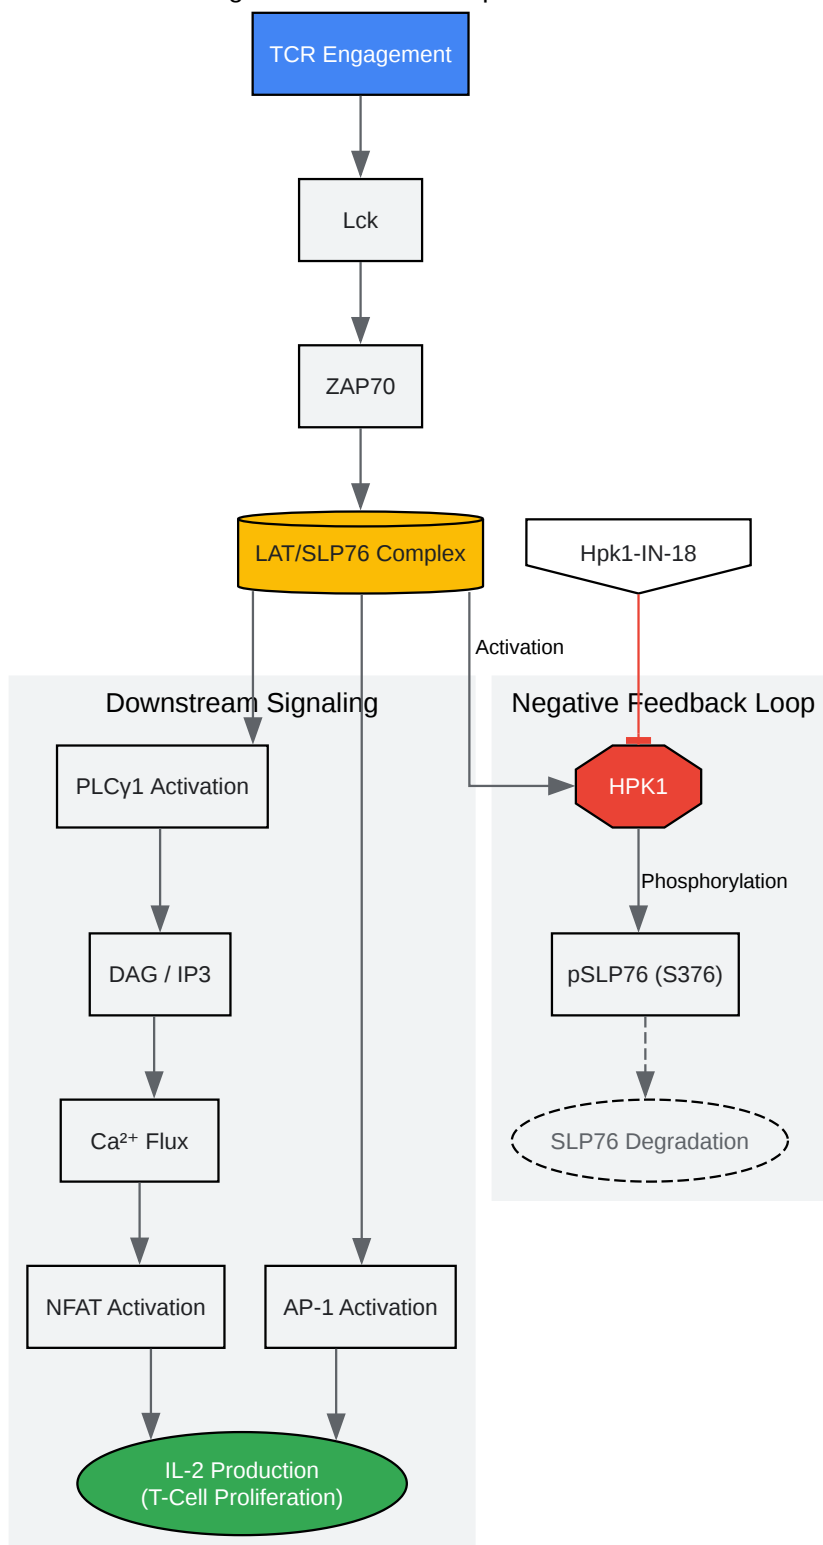 TCR Engagement
Lck
ZAP70
LAT/SLP76 Complex
Hpk1-IN-18
Activation
Downstream Signaling
Negative Feedback Loop
PLCγ1 Activation
HPK1
Phosphorylation
DAG / IP3
pSLP76 (S376)
Ca²⁺ Flux
SLP76 Degradation
NFAT Activation
AP-1 Activation
IL-2 Production
(T-Cell Proliferation)